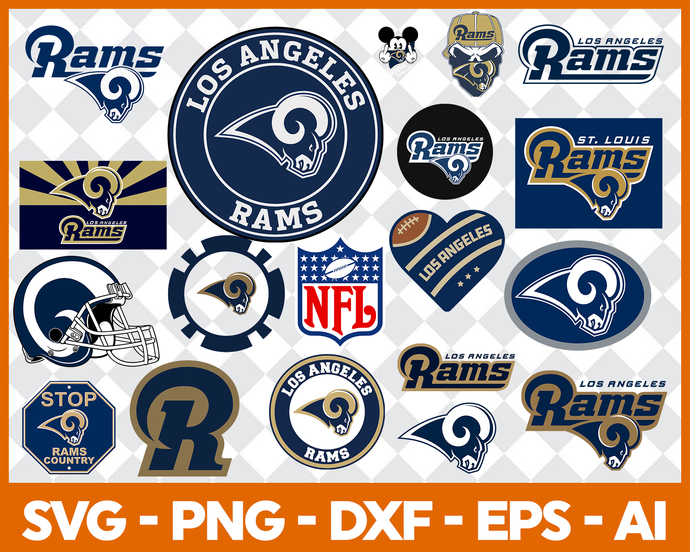 Rams
LOS ANGELES
RAMS
Rams
LOS ANGELES
Rams
LOS ANGELES
Rams
ST. LOUIS
Rams
LOS ANGELES
Rams
LOS ANGELES
NFL
LOS ANGELES
Rams
STOP
RAMS
COUNTRY
R
LOS ANGELES
RAMS
LOS ANGELES
Rams
SVG - PNG - DXF - EPS - AI